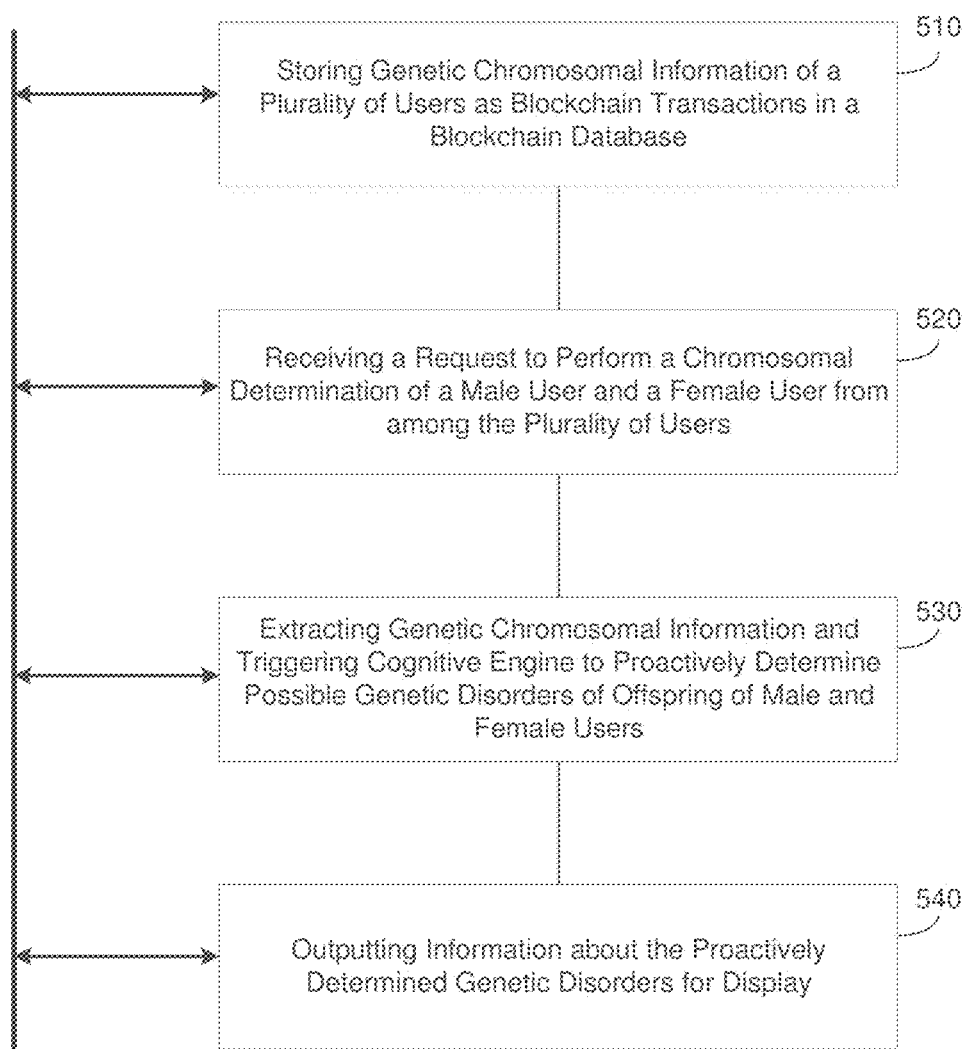 510
Storing Genetic Chromosomal Information of a
Plurality of Users as Blockchain Transactions in a
Blockchain Database
520
Receiving a Request to Perform a Chromosomal
Determination of a Male User and a Female User from
among the Plurality of Users
530
Extracting Genetic Chromosomal Information and
Triggering Cognitive Engine to Proactively Determine
Possible Genetic Disorders of Offspring of Male and
Female Users
540
Outputting Information about the Proactively
Determined Genetic Disorders for Display